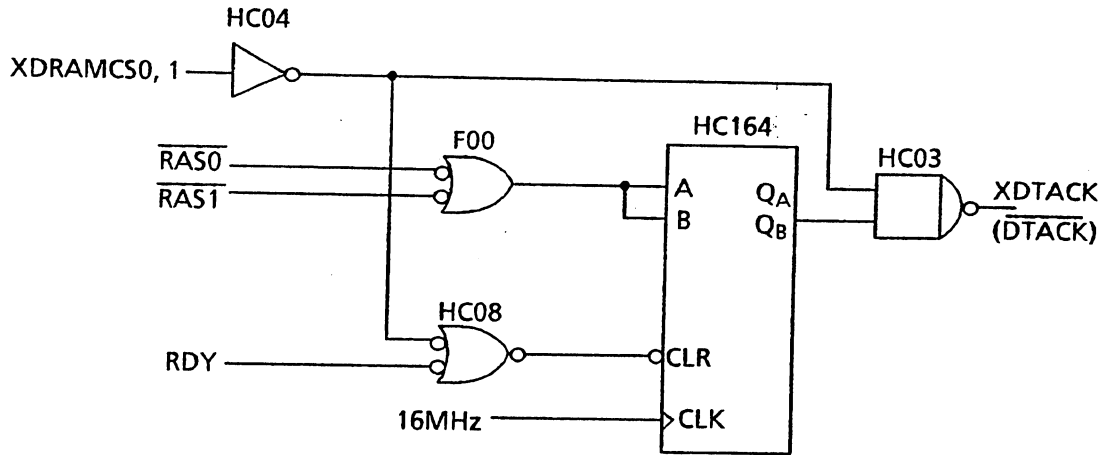 HC04
XDRAMCS0, 1
F00
RAS0
RAS1
HC164
A
B
QA
QB
HC03
XDTACK
(DTACK)
HC08
RDY
CLR
16MHz
CLK